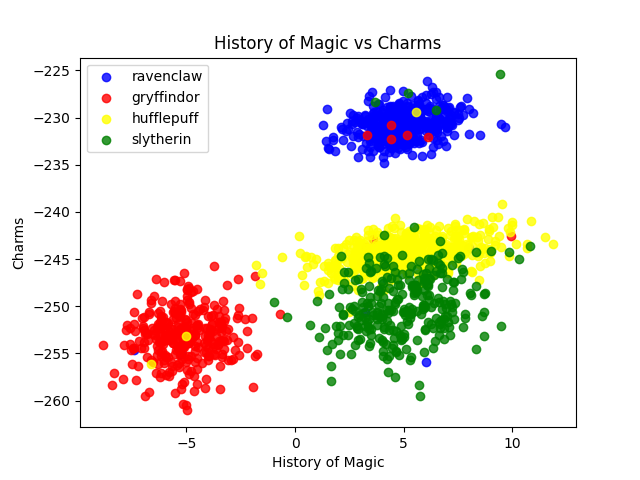 History of Magic vs Charms
ravenclaw
gryffindor
hufflepuff
slytherin
−225
−230
−235
−240
−245
−250
−255
−260
Charms
−5
0
5
10
History of Magic